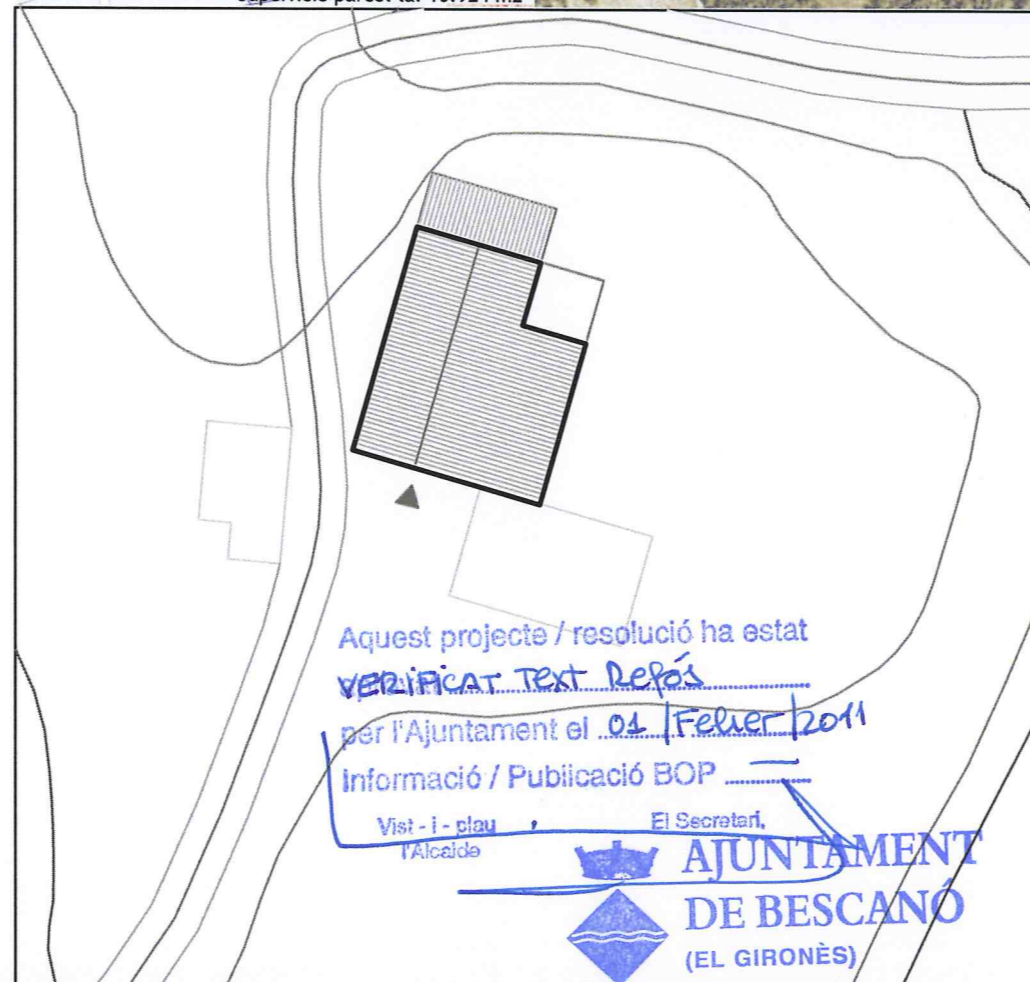 Aquest projecte / resolució ha estat
VERIFICAT TEXT Refós
per l'Ajuntament el 01 / Febrer / 2011
Informació / Publicació BOP
Vist - i - plau El Secretari,
l'Alcalde
AJUNTAMENT
DE BESCANÓ
(EL GIRONÈS)